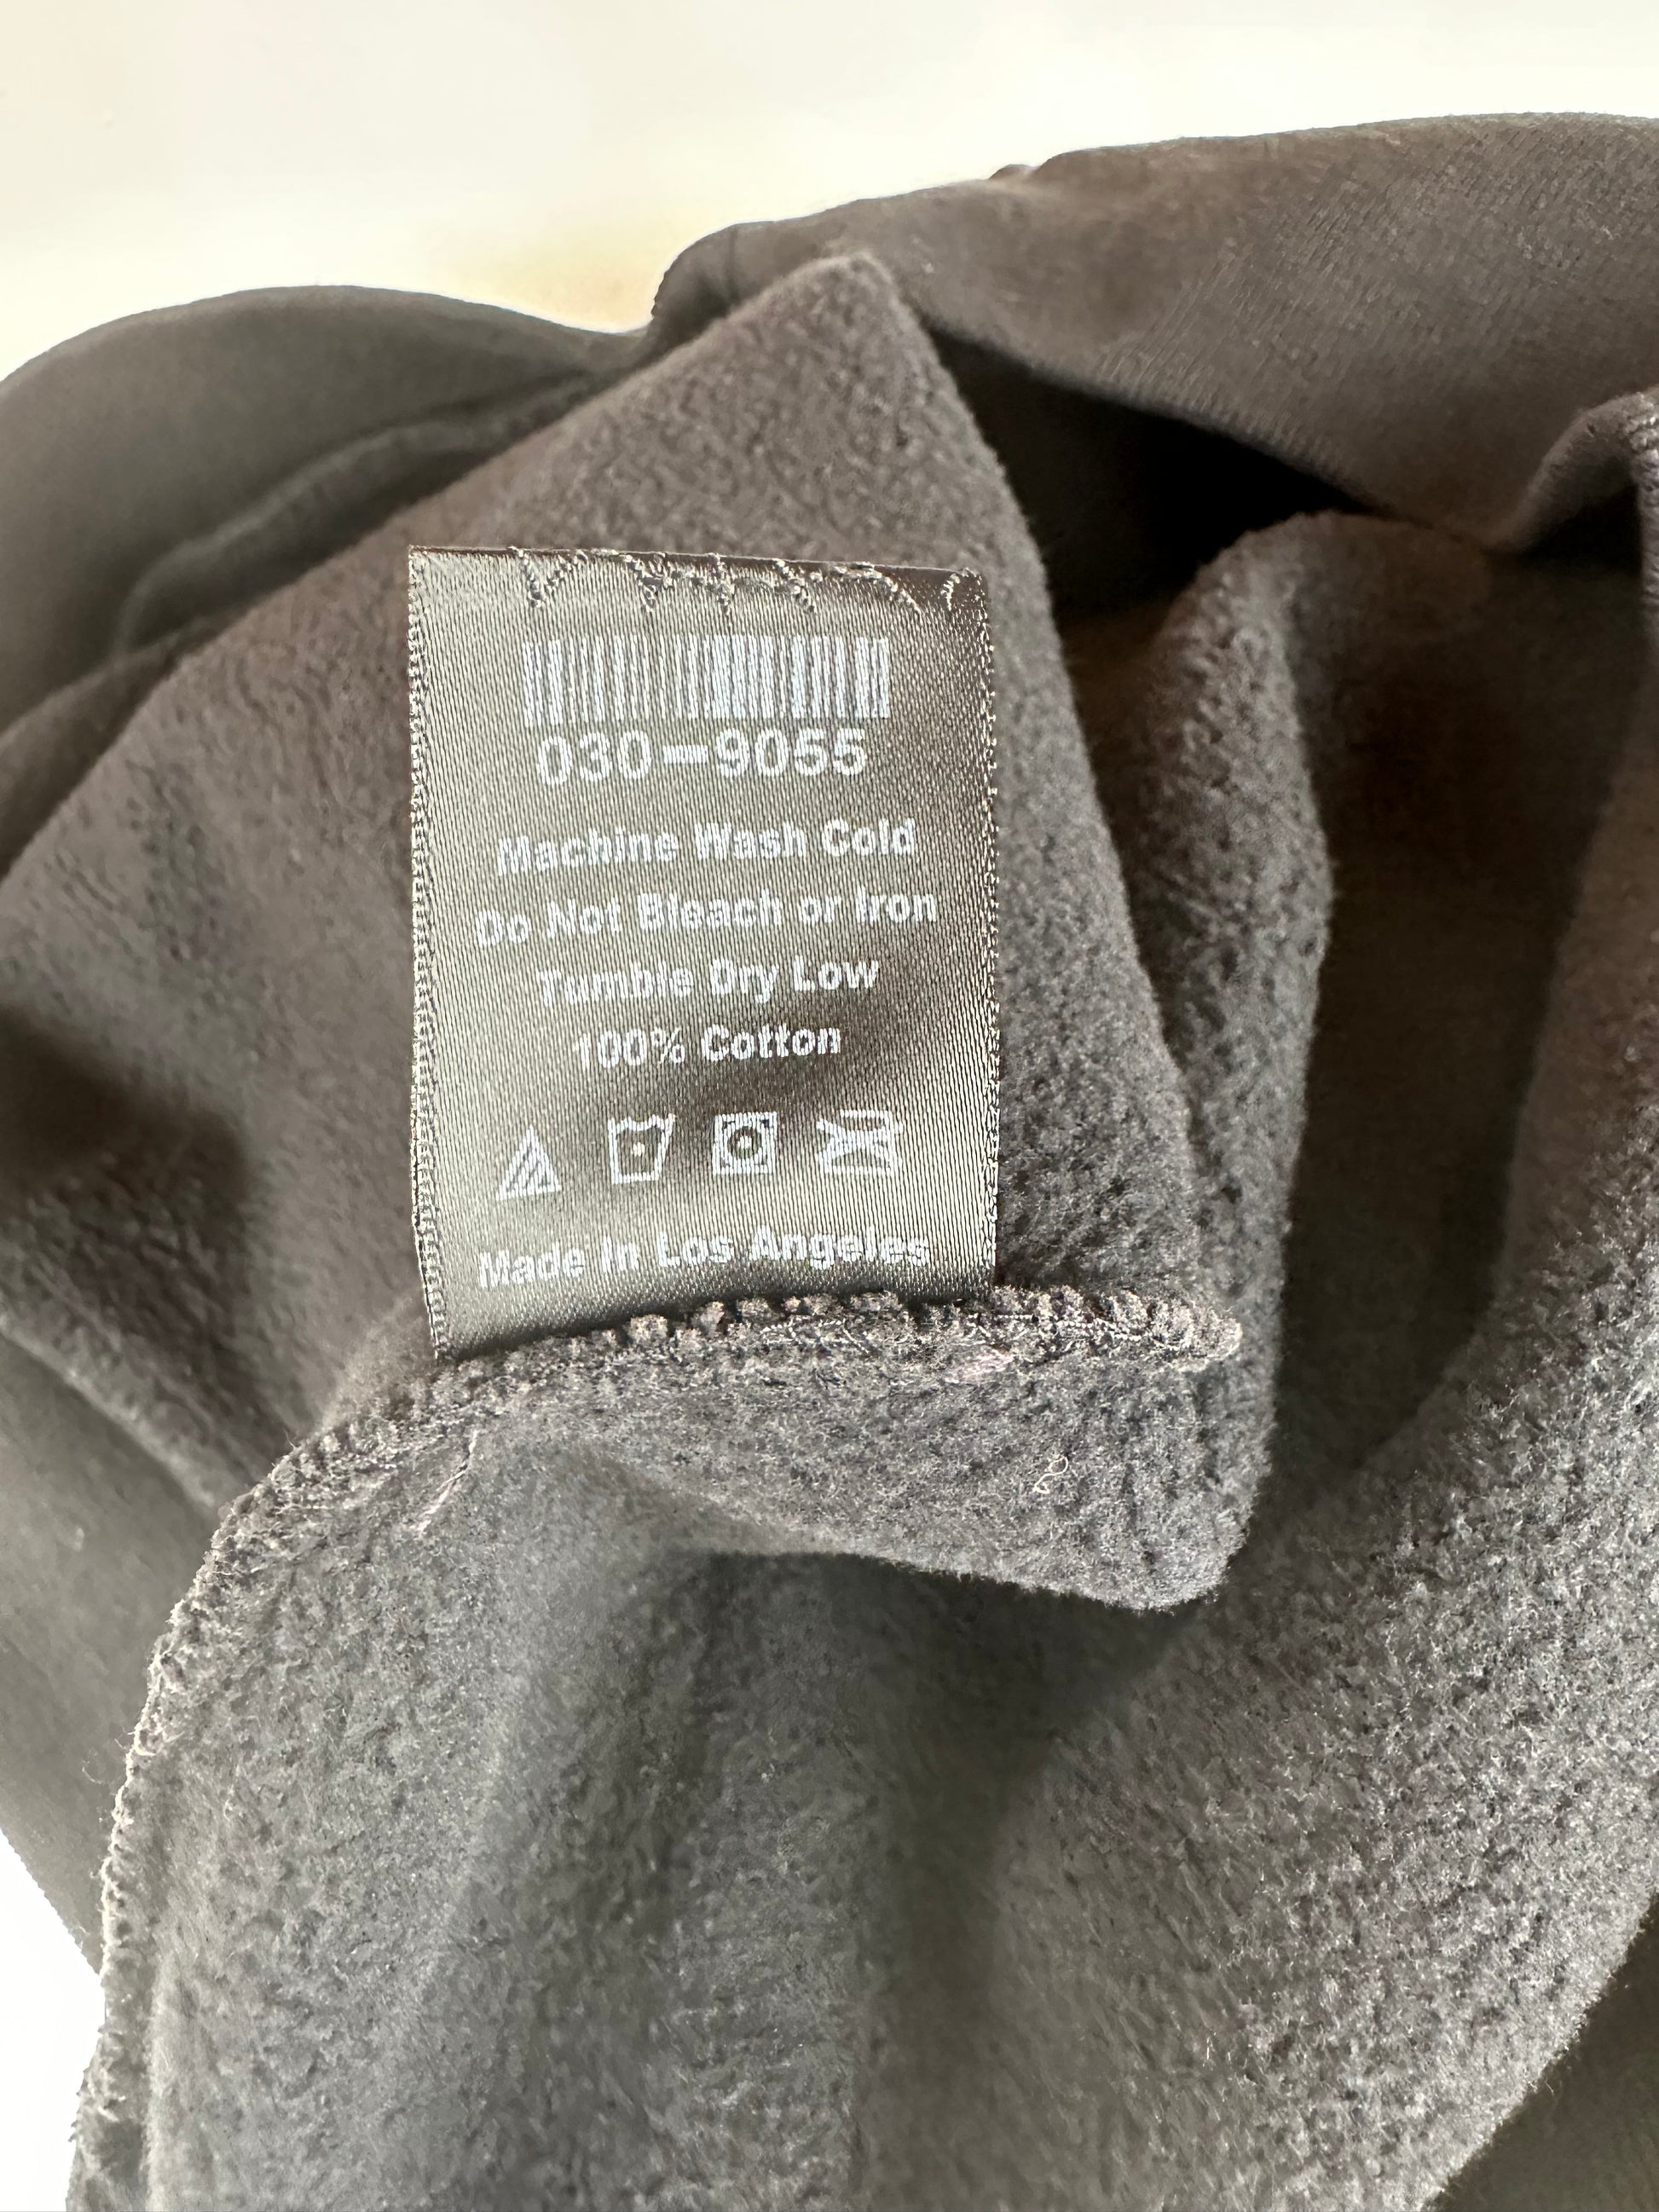 030-9055
Machine Wash Cold
Do Not Bleach or Iron
Tumble Dry Low
100% Cotton
Made In Los Angeles